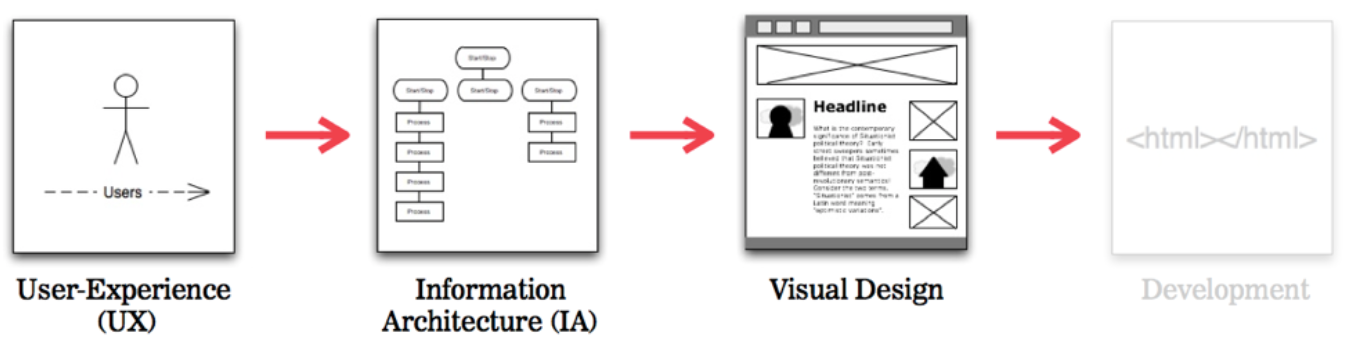 Users
User-Experience
(UX)
Start/Stop
Start/Stop
Start/Stop
Start/Stop
Process
Process
Process
Process
Process
Process
Information
Architecture (IA)
Headline
What is the contemporary
significance of Situationist
political theory? Early
street sweepers sometimes
believed that Situationist
political theory was not
different from post-
revolutionary semantics!
Consider the two terms.
"Situationist" comes from a
Latin word meaning
"optimistic variations".
Visual Design
<html></html>
Development